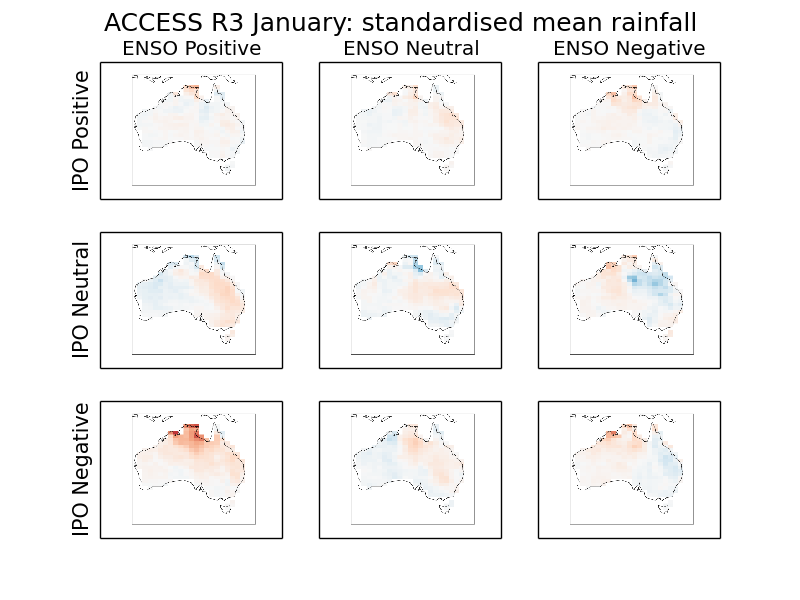 ACCESS R3 January: standardised mean rainfall
ENSO Positive
ENSO Neutral
ENSO Negative
IPO Positive
IPO Neutral
IPO Negative